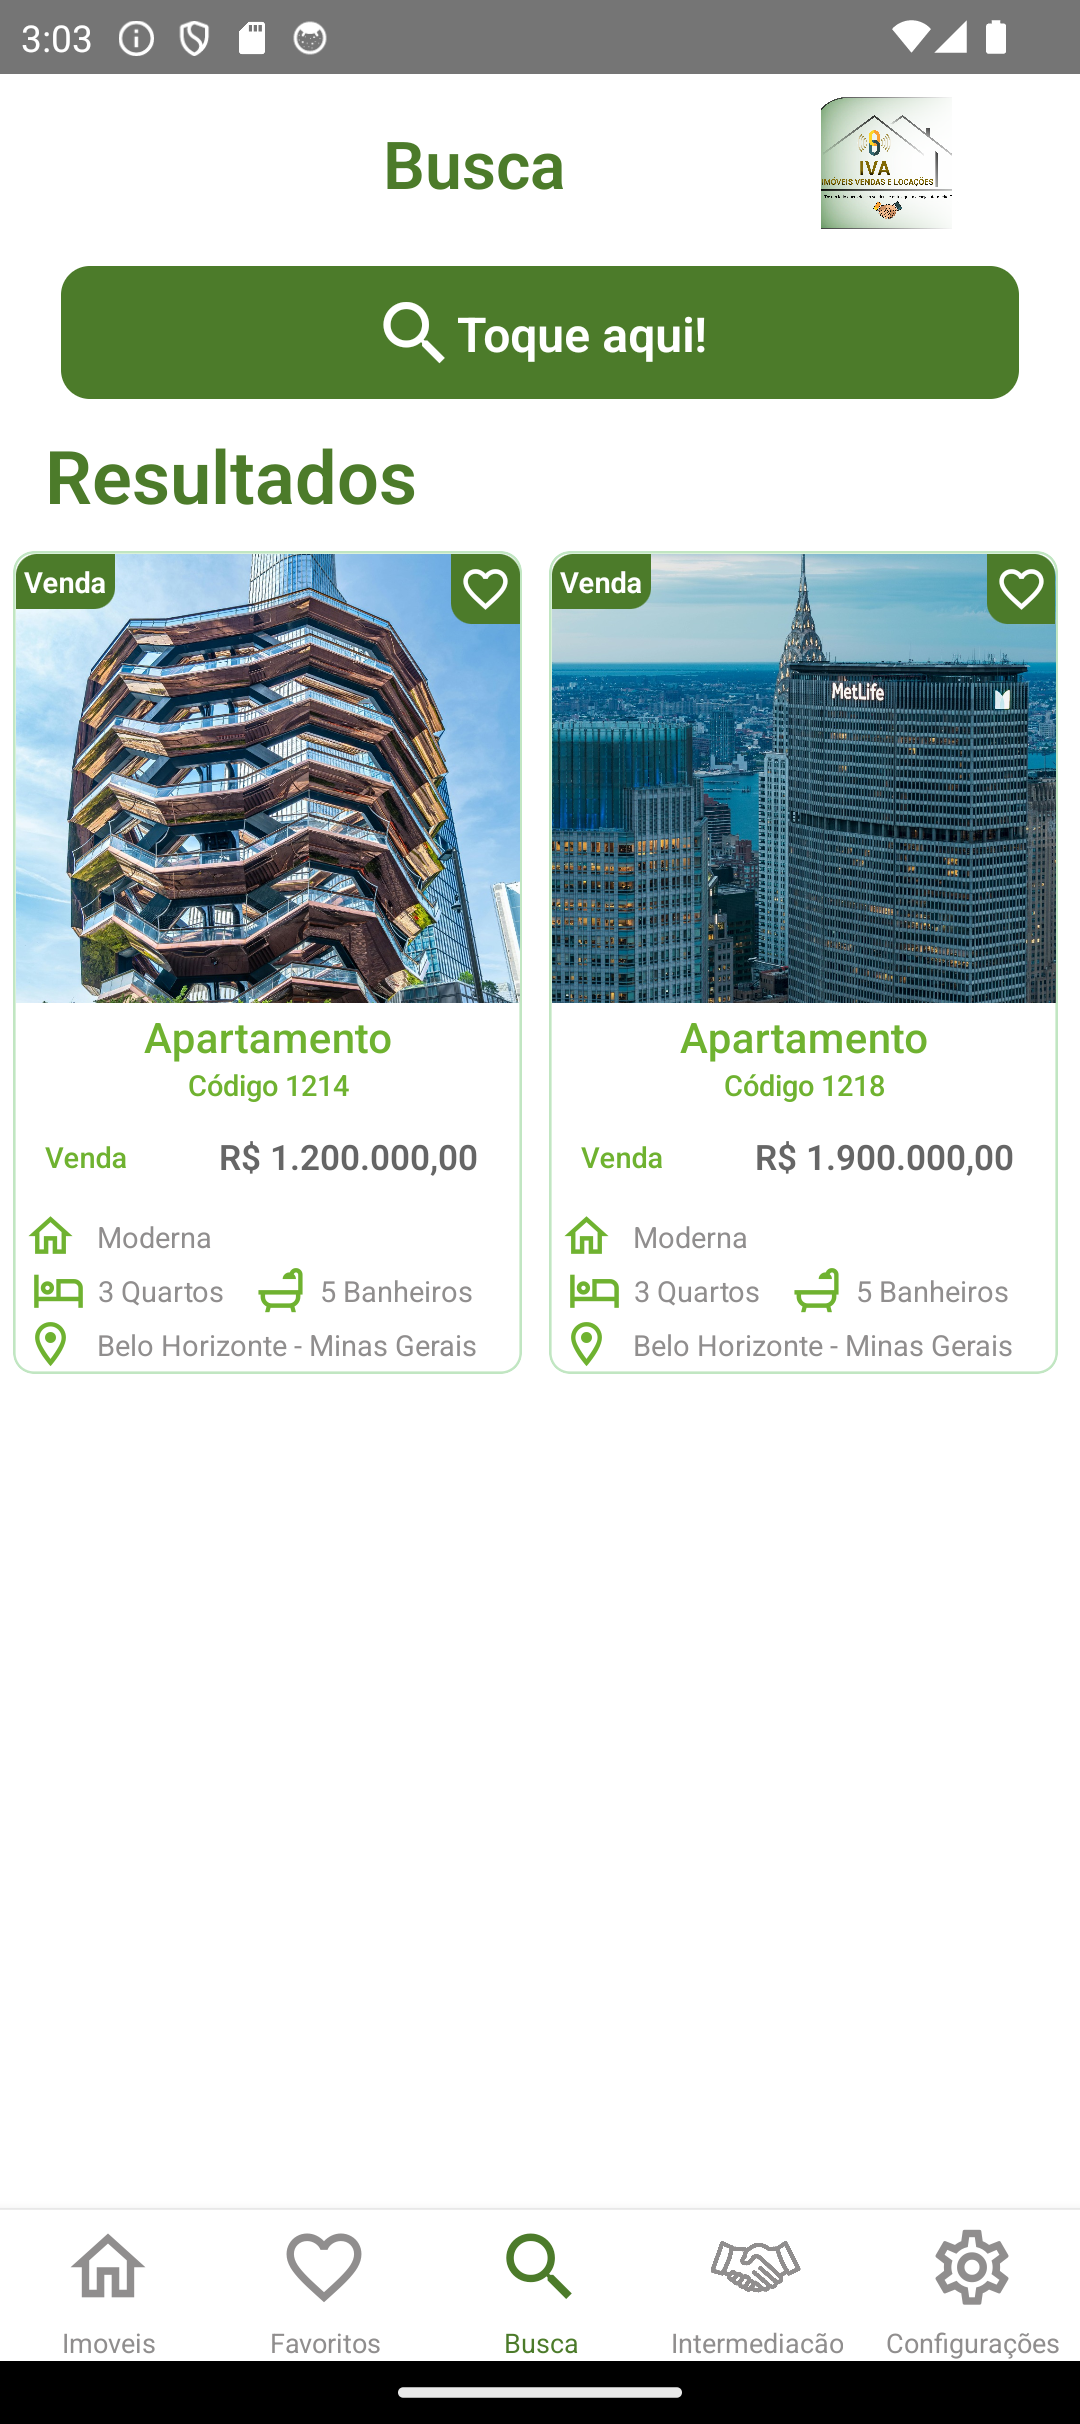 3:03
Busca
IVA
IMÓVEIS VENDAS E LOCAÇÕES
Toque aqui!
Resultados
Venda
Venda
MetLife
Apartamento
Código 1214
Venda R$ 1.200.000,00
Moderna
3 Quartos 5 Banheiros
Belo Horizonte - Minas Gerais
Apartamento
Código 1218
Venda R$ 1.900.000,00
Moderna
3 Quartos 5 Banheiros
Belo Horizonte - Minas Gerais
Imoveis
Favoritos
Busca
Intermediacão
Configurações